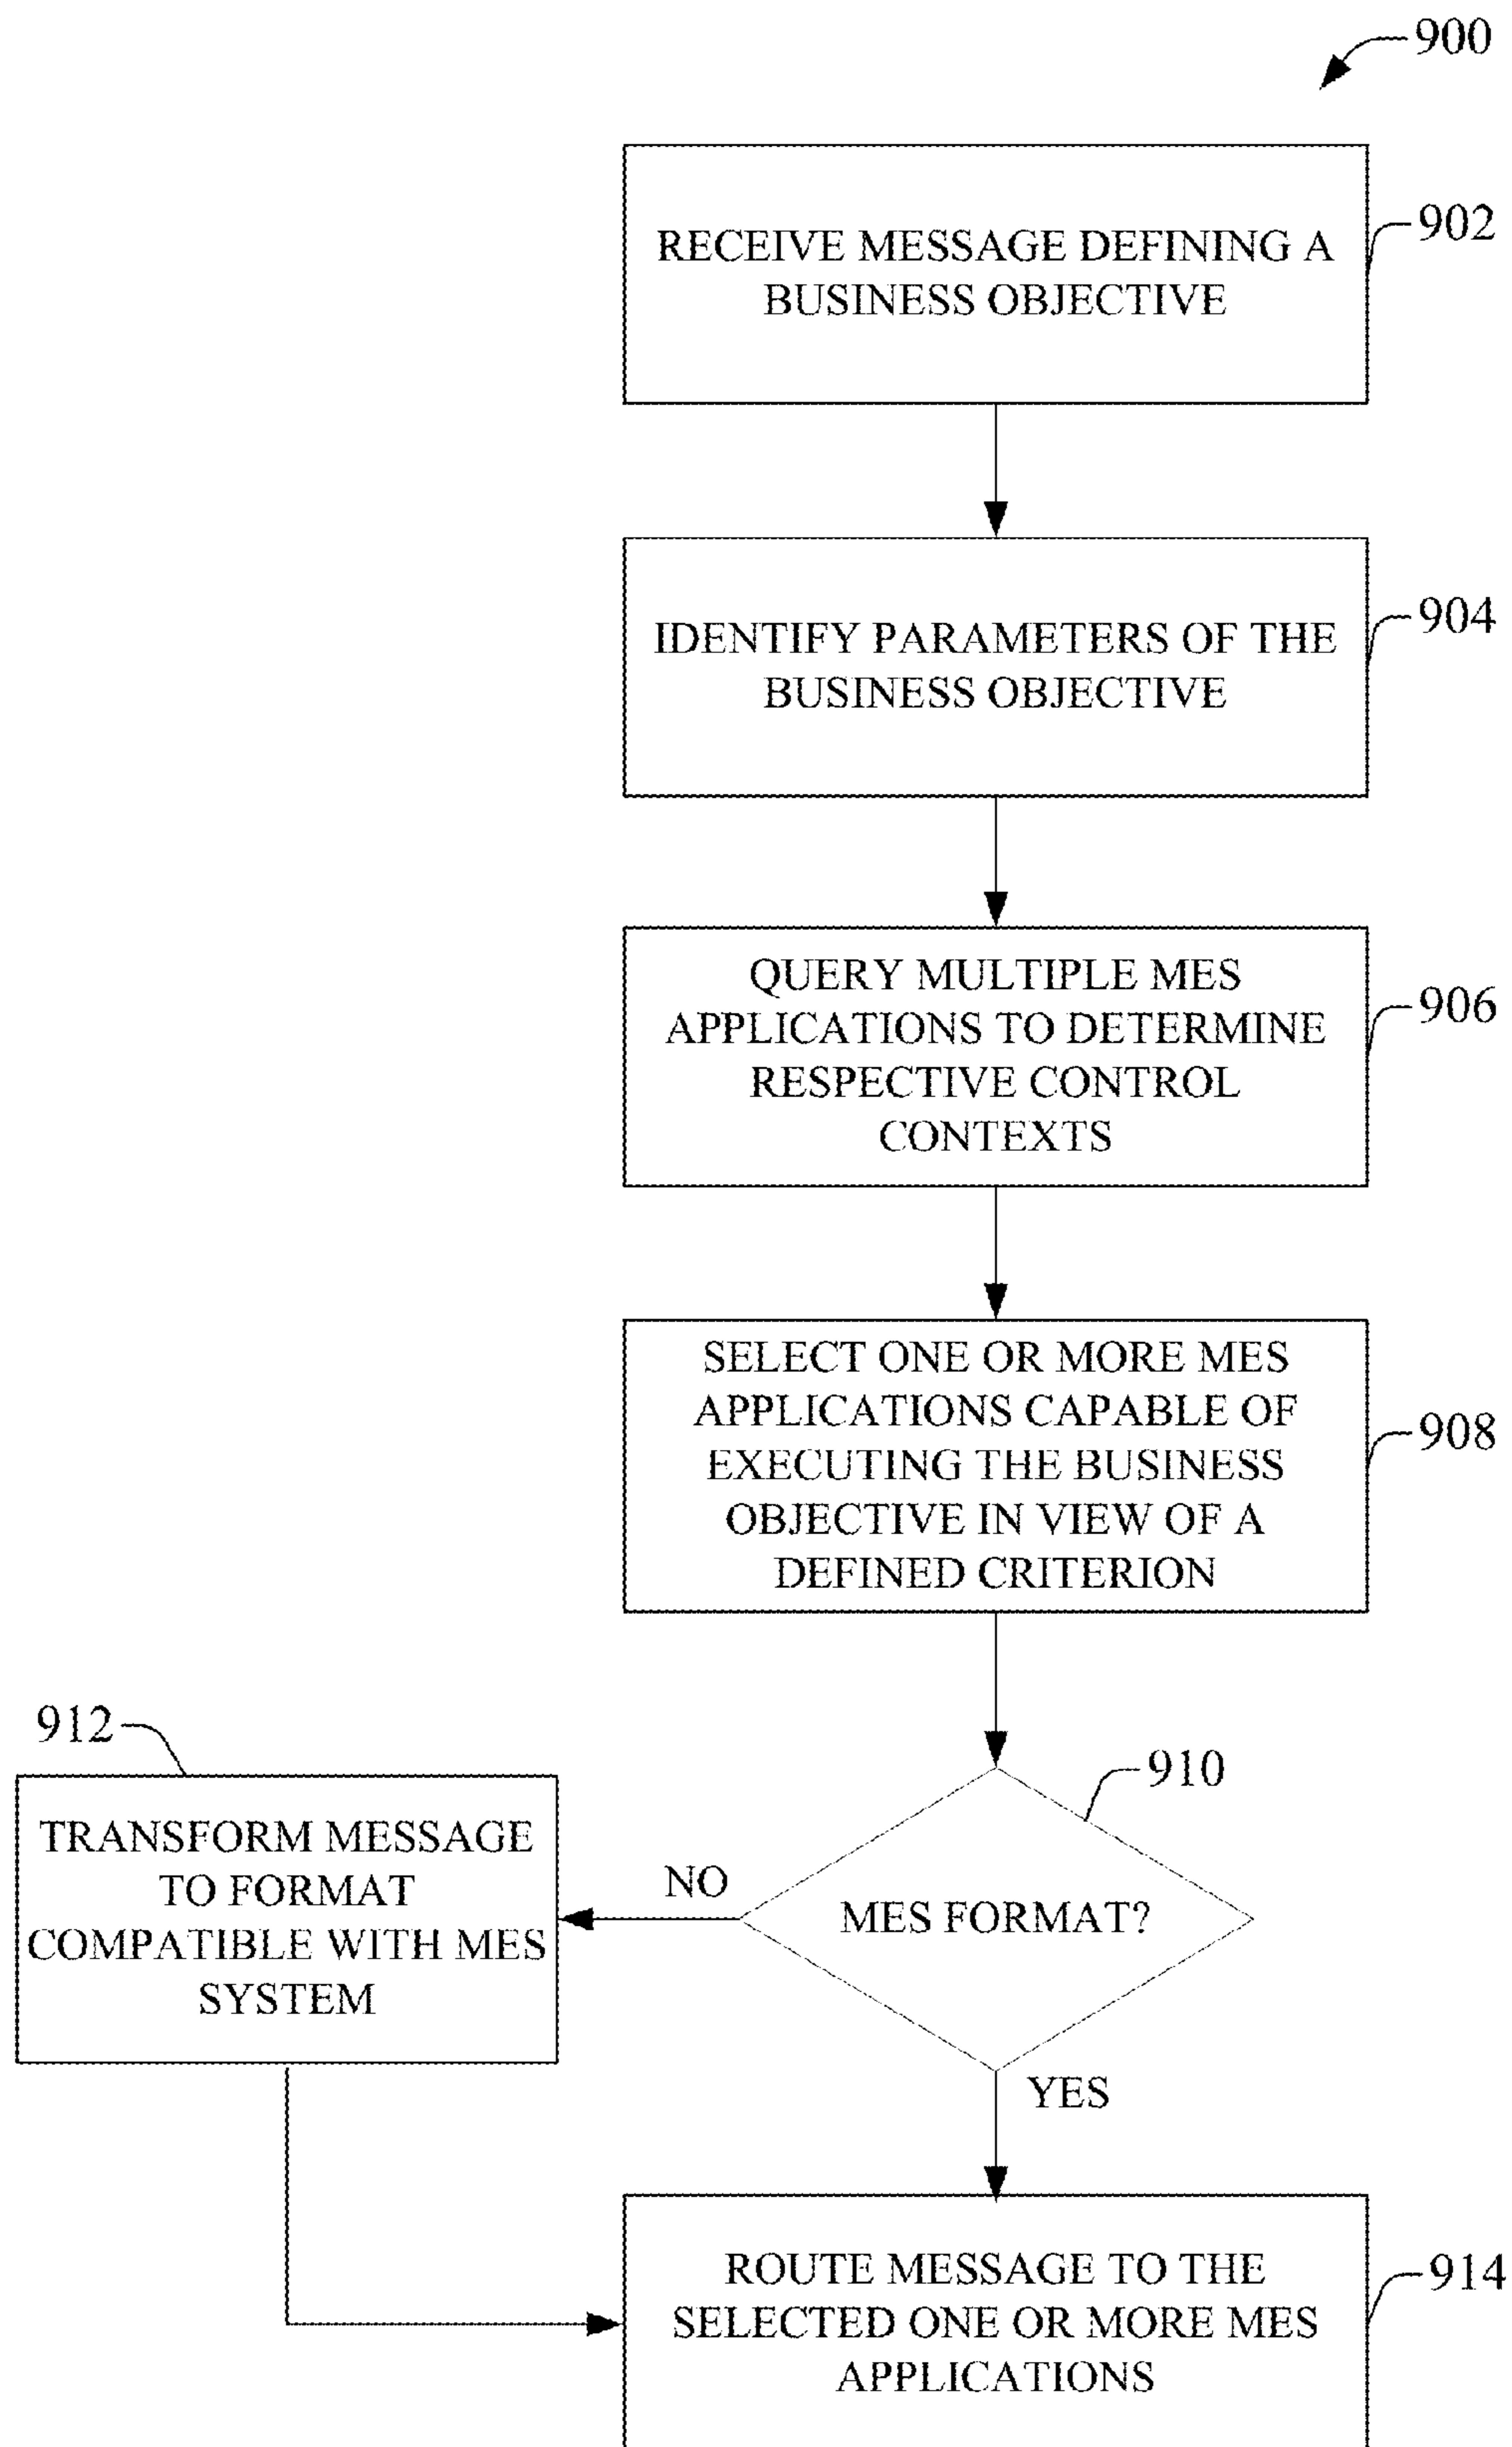 900
RECEIVE MESSAGE DEFINING A
BUSINESS OBJECTIVE
902
IDENTIFY PARAMETERS OF THE
BUSINESS OBJECTIVE
904
QUERY MULTIPLE MES
APPLICATIONS TO DETERMINE
RESPECTIVE CONTROL
CONTEXTS
906
SELECT ONE OR MORE MES
APPLICATIONS CAPABLE OF
EXECUTING THE BUSINESS
OBJECTIVE IN VIEW OF A
DEFINED CRITERION
908
910
MES FORMAT?
NO
912
TRANSFORM MESSAGE
TO FORMAT
COMPATIBLE WITH MES
SYSTEM
YES
ROUTE MESSAGE TO THE
SELECTED ONE OR MORE MES
APPLICATIONS
914